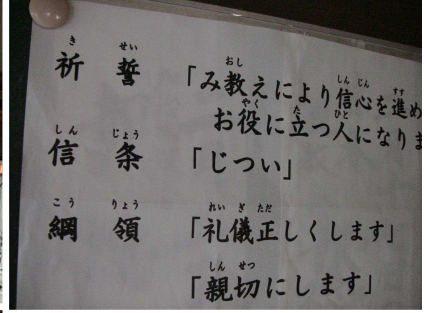 祈誓 「み教えにより信心を進め
お役に立つ人になりま
信条 「じつい」
綱領 「礼儀正しくします」
「親切にします」